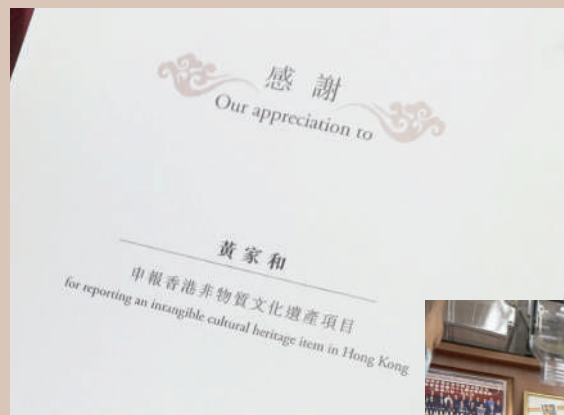 感謝
Our appreciation to
黃家和
申報香港非物質文化遺產項目
for reporting an intangible cultural heritage item in Hong Kong